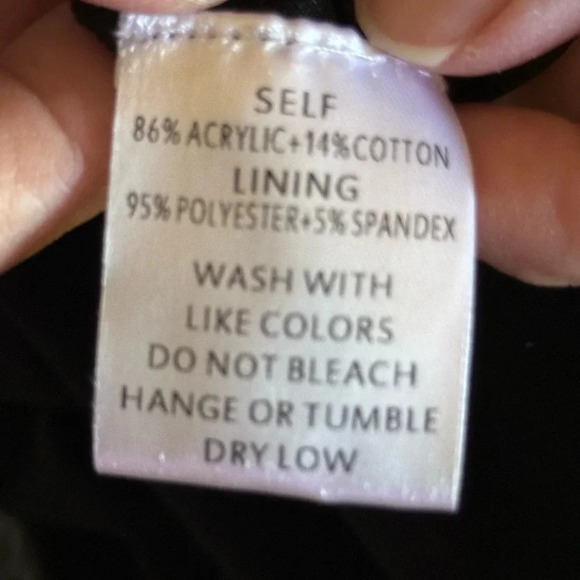 SELF
86% ACRYLIC+14%COTTON
LINING
95% POLYESTER+5% SPANDEX
WASH WITH
LIKE COLORS
DO NOT BLEACH
HANGE OR TUMBLE
DRY LOW